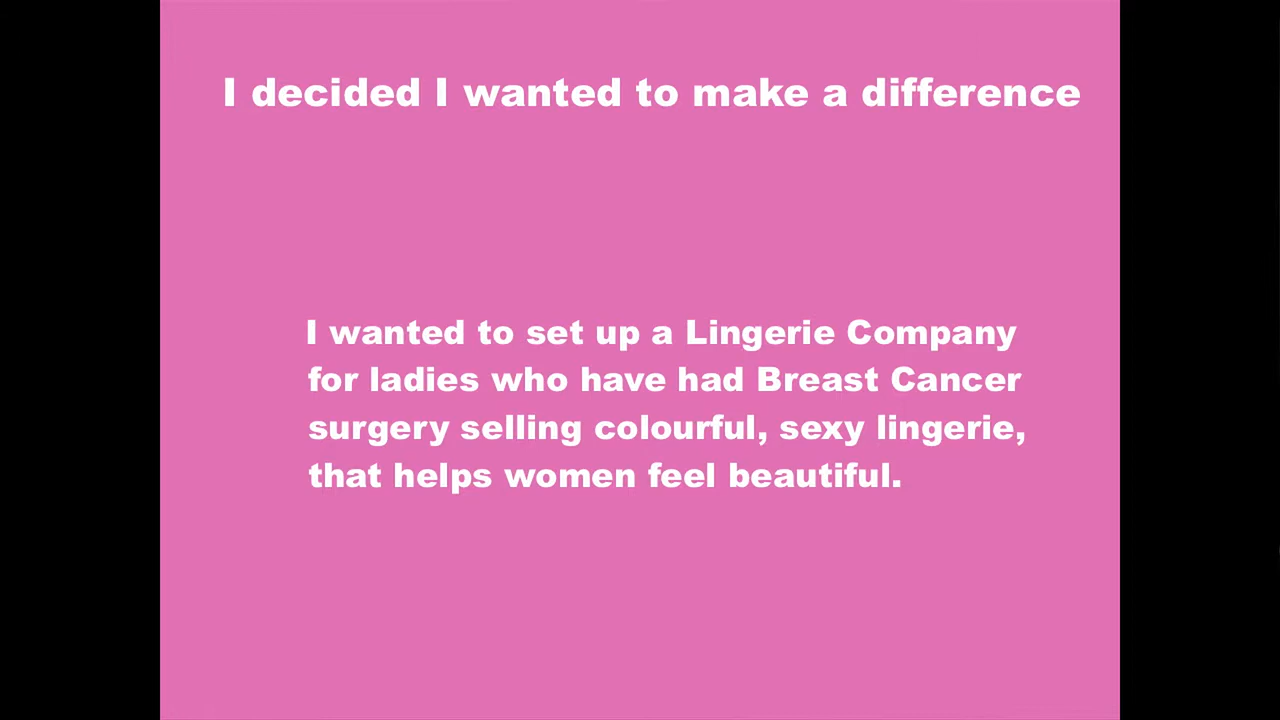 I decided I wanted to make a difference
I wanted to set up a Lingerie Company
for ladies who have had Breast Cancer
surgery selling colourful, sexy lingerie,
that helps women feel beautiful.